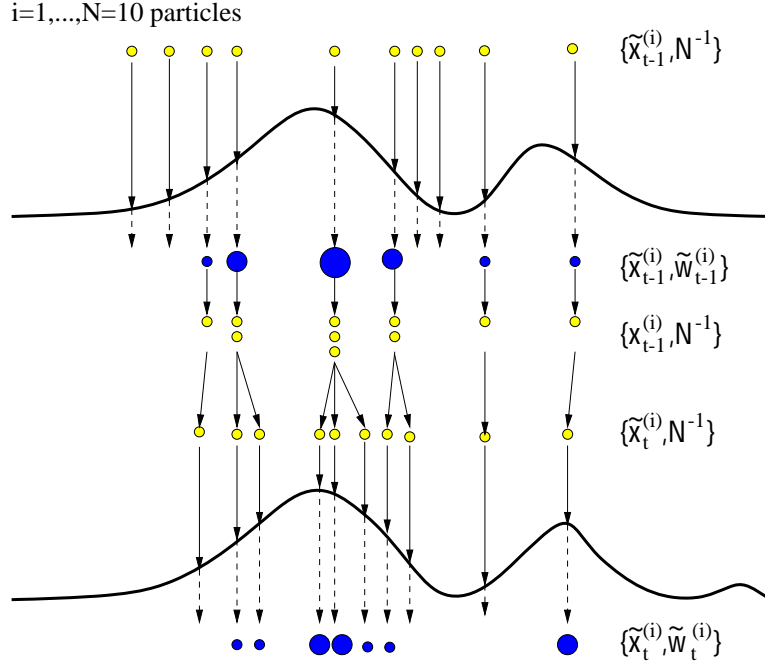 i=1,...,N=10 particles
{x̃_{t-1}^{(i)},N^{-1}}
{x̃_{t-1}^{(i)},w̃_{t-1}^{(i)}}
{x_{t-1}^{(i)},N^{-1}}
{x̃_t^{(i)},N^{-1}}
{x̃_t^{(i)},w̃_t^{(i)}}